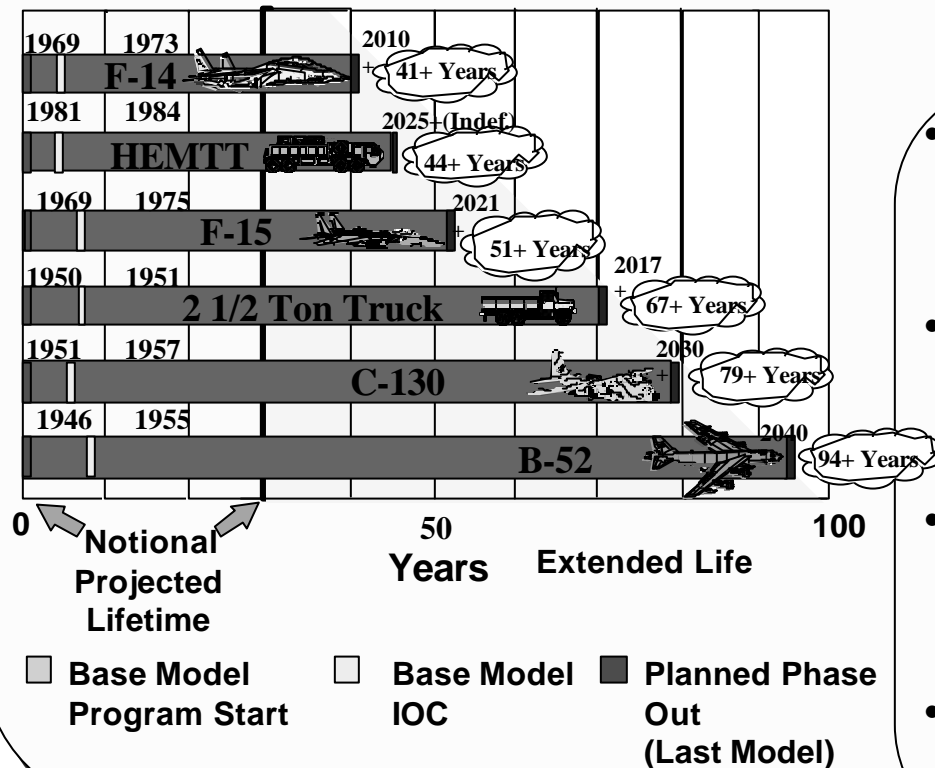 1969 1973 2010
F-14 + 41+ Years
1981 1984 2025+(Indef.)
HEMTT 44+ Years
1969 1975 2021
F-15 + 51+ Years
1950 1951 2017
2 1/2 Ton Truck + 67+ Years
1951 1957 2030
C-130 + 79+ Years
1946 1955 2040
B-52 94+ Years
0 50 100
Notional
Projected
Lifetime
Years Extended Life
Base Model
Program Start
Base Model
IOC
Planned Phase
Out
(Last Model)